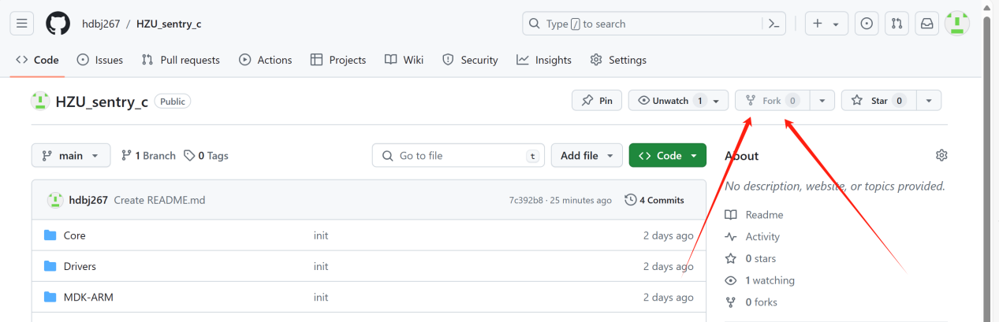 hdbj267 / HZU_sentry_c
Type / to search
Code Issues Pull requests Actions Projects Wiki Security Insights Settings
HZU_sentry_c Public
Pin Unwatch 1 Fork 0 Star 0
main 1 Branch 0 Tags Go to file t Add file Code
About
No description, website, or topics provided.
hdbj267 Create README.md 7c392b8 · 25 minutes ago 4 Commits
Readme
Core init 2 days ago
Activity
0 stars
Drivers init 2 days ago
1 watching
MDK-ARM init 2 days ago
0 forks